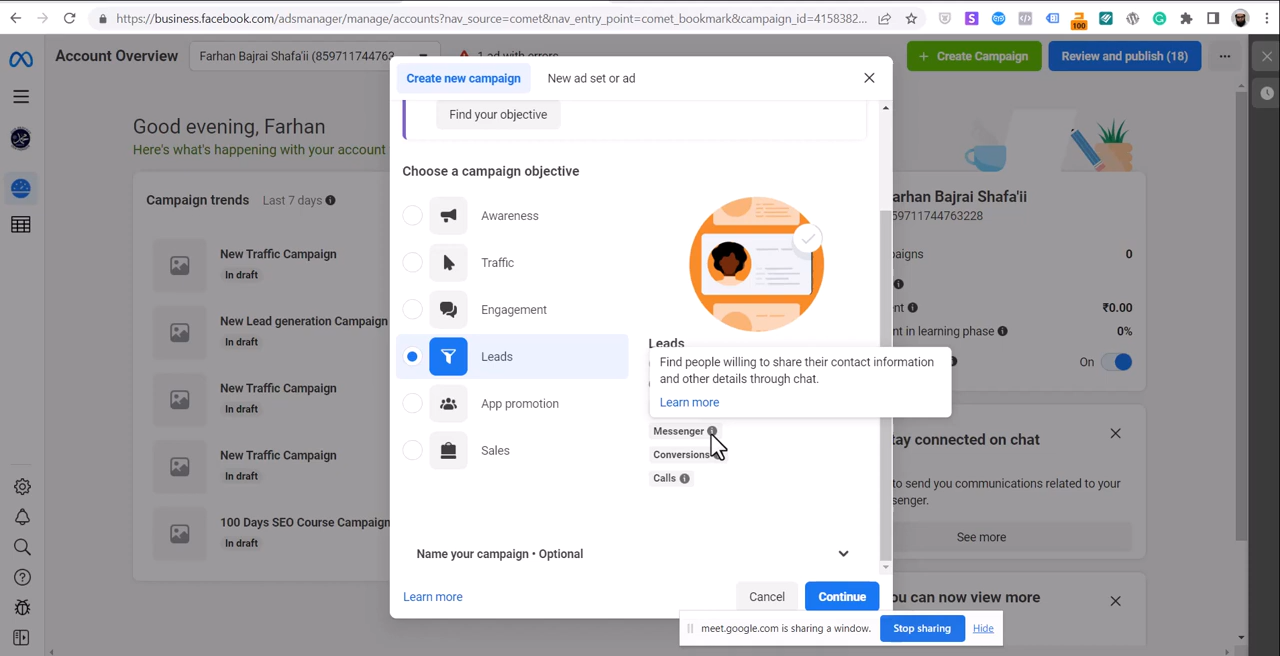 https://business.facebook.com/adsmanager/manage/accounts?nav_source=comet&nav_entry_point=comet_bookmark&campaign_id=4158382...
100
Account Overview
Farhan Bajrai Shafa'ii (859711744763
1 ad with errors
+ Create Campaign
Review and publish (18)
...
Create new campaign
New ad set or ad
Find your objective
Good evening, Farhan
Here's what's happening with your account
Campaign trends
Last 7 days
New Traffic Campaign
In draft
New Lead generation Campaign
In draft
New Traffic Campaign
In draft
New Traffic Campaign
In draft
100 Days SEO Course Campaign
In draft
Choose a campaign objective
Awareness
Traffic
Engagement
Leads
App promotion
Sales
Leads
Find people willing to share their contact information
and other details through chat.
Learn more
Messenger
Conversions
Calls
Name your campaign • Optional
Learn more
Cancel
Continue
arhan Bajrai Shafa'ii
59711744763228
aigns
0
nt
₹0.00
nt in learning phase
0%
On
tay connected on chat
to send you communications related to your
senger.
See more
ou can now view more
meet.google.com is sharing a window.
Stop sharing
Hide